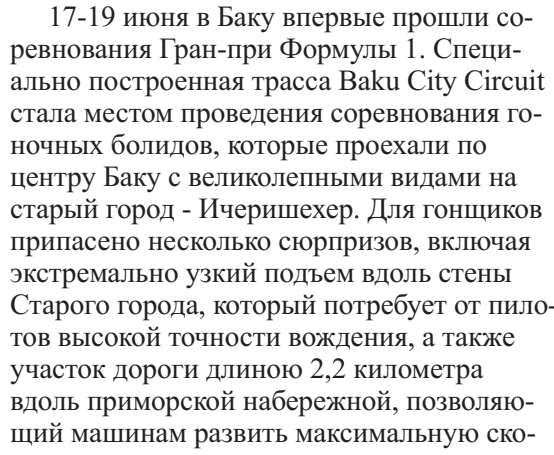 17-19 июня в Баку впервые прошли со-
ревнования Гран-при Формулы 1. Специ-
ально построенная трасса Baku City Circuit
стала местом проведения соревнования го-
ночных болидов, которые проехали по
центру Баку с великолепными видами на
старый город - Ичеришехер. Для гонщиков
припасено несколько сюрпризов, включая
экстремально узкий подъем вдоль стены
Старого города, который потребует от пило-
тов высокой точности вождения, а также
участок дороги длиною 2,2 километра
вдоль приморской набережной, позволяю-
щий машинам развить максимальную ско-